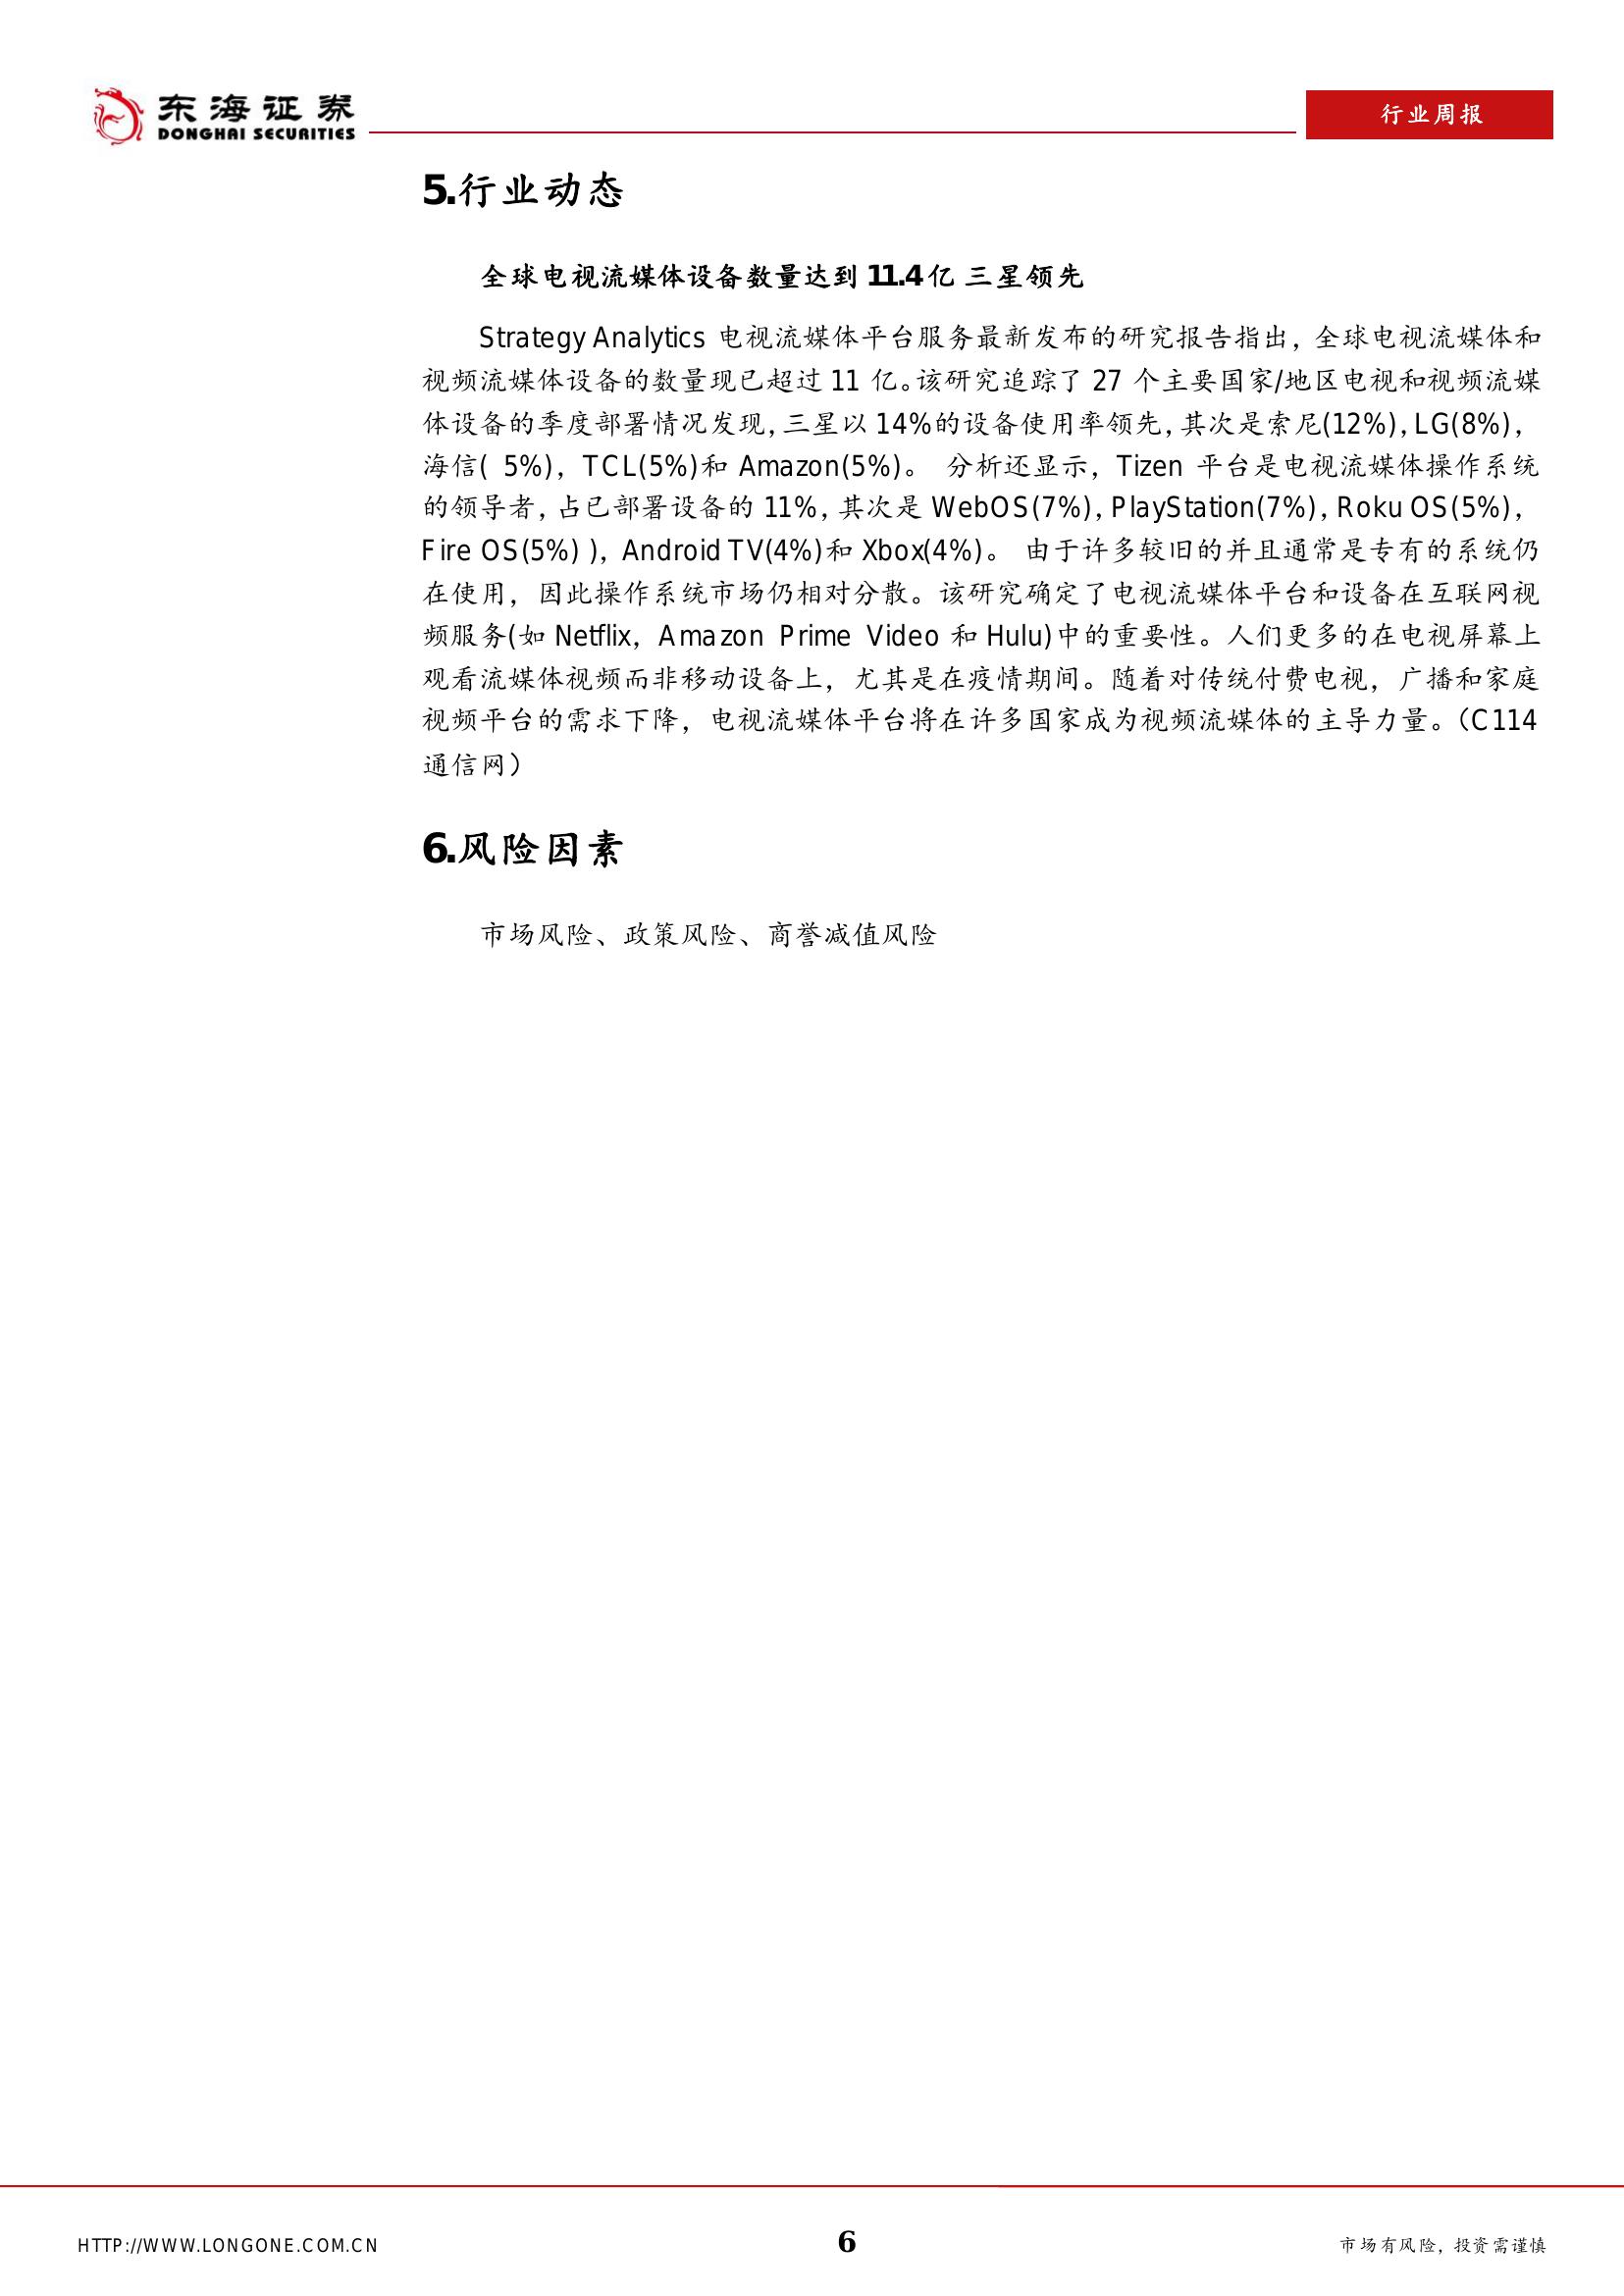 东海证券
DONGHAI SECURITIES
行业周报
5.行业动态
全球电视流媒体设备数量达到 11.4 亿 三星领先
Strategy Analytics 电视流媒体平台服务最新发布的研究报告指出，全球电视流媒体和
视频流媒体设备的数量现已超过 11 亿。该研究追踪了 27 个主要国家/地区电视和视频流媒
体设备的季度部署情况发现，三星以 14%的设备使用率领先，其次是索尼(12%)，LG(8%)，
海信( 5%)，TCL(5%)和 Amazon(5%)。 分析还显示，Tizen 平台是电视流媒体操作系统
的领导者，占已部署设备的 11%，其次是 WebOS(7%)，PlayStation(7%)，Roku OS(5%)，
Fire OS(5%) )，Android TV(4%)和 Xbox(4%)。 由于许多较旧的并且通常是专有的系统仍
在使用，因此操作系统市场仍相对分散。该研究确定了电视流媒体平台和设备在互联网视
频服务(如 Netflix，Amazon Prime Video 和 Hulu)中的重要性。人们更多的在电视屏幕上
观看流媒体视频而非移动设备上，尤其是在疫情期间。随着对传统付费电视，广播和家庭
视频平台的需求下降，电视流媒体平台将在许多国家成为视频流媒体的主导力量。（C114
通信网）
6.风险因素
市场风险、政策风险、商誉减值风险
HTTP://WWW.LONGONE.COM.CN
6
市场有风险，投资需谨慎